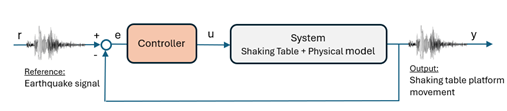 r
+
e
Controller
u
System
Shaking Table + Physical model
y
-
Reference:
Earthquake signal
Output:
Shaking table platform
movement